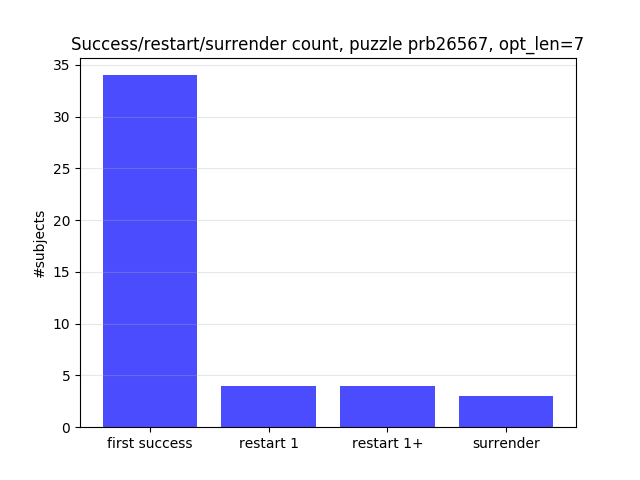 Success/restart/surrender count, puzzle prb26567, opt_len=7
#subjects
35
30
25
20
15
10
5
0
first success restart 1 restart 1+ surrender